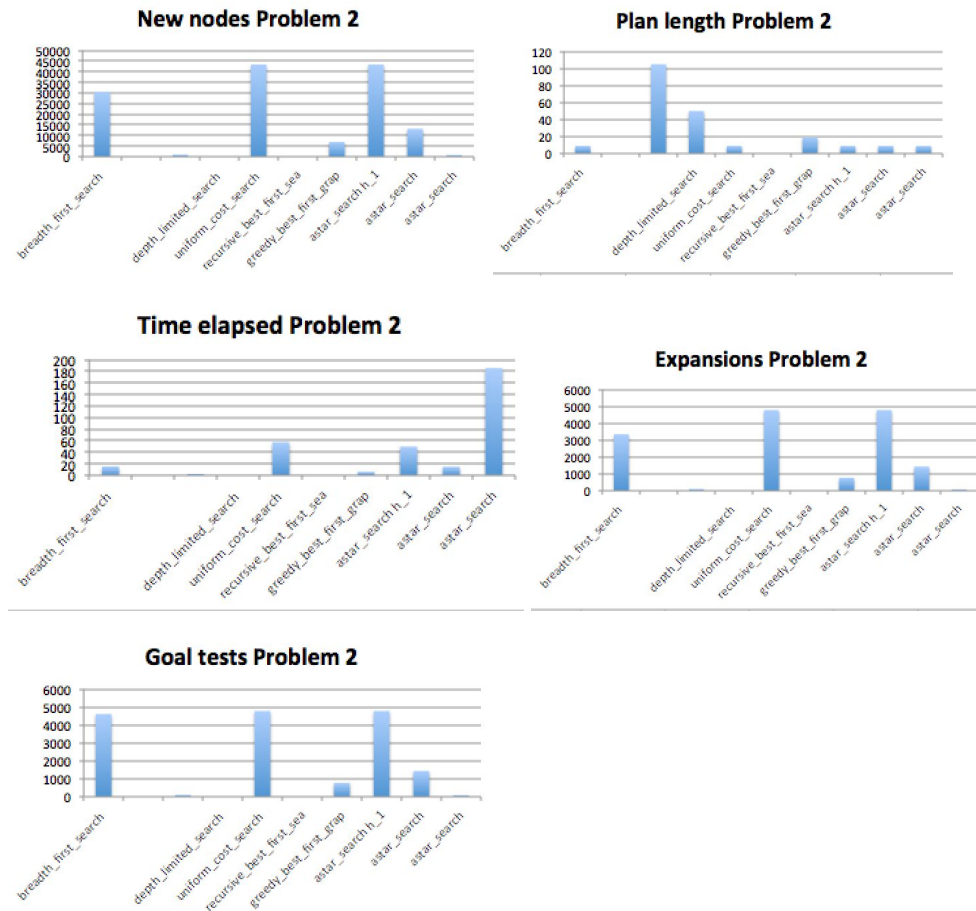 New nodes Problem 2
50000
45000
40000
35000
30000
25000
20000
15000
10000
5000
0
breadth_first_search
depth_limited_search
uniform_cost_search
recursive_best_first_sea
greedy_best_first_grap
astar_search h_1
astar_search
astar_search
Plan length Problem 2
120
100
80
60
40
20
0
breadth_first_search
depth_limited_search
uniform_cost_search
recursive_best_first_sea
greedy_best_first_grap
astar_search h_1
astar_search
astar_search
Time elapsed Problem 2
200
180
160
140
120
100
80
60
40
20
0
breadth_first_search
depth_limited_search
uniform_cost_search
recursive_best_first_sea
greedy_best_first_grap
astar_search h_1
astar_search
astar_search
Expansions Problem 2
6000
5000
4000
3000
2000
1000
0
breadth_first_search
depth_limited_search
uniform_cost_search
recursive_best_first_sea
greedy_best_first_grap
astar_search h_1
astar_search
astar_search
Goal tests Problem 2
6000
5000
4000
3000
2000
1000
0
breadth_first_search
depth_limited_search
uniform_cost_search
recursive_best_first_sea
greedy_best_first_grap
astar_search h_1
astar_search
astar_search